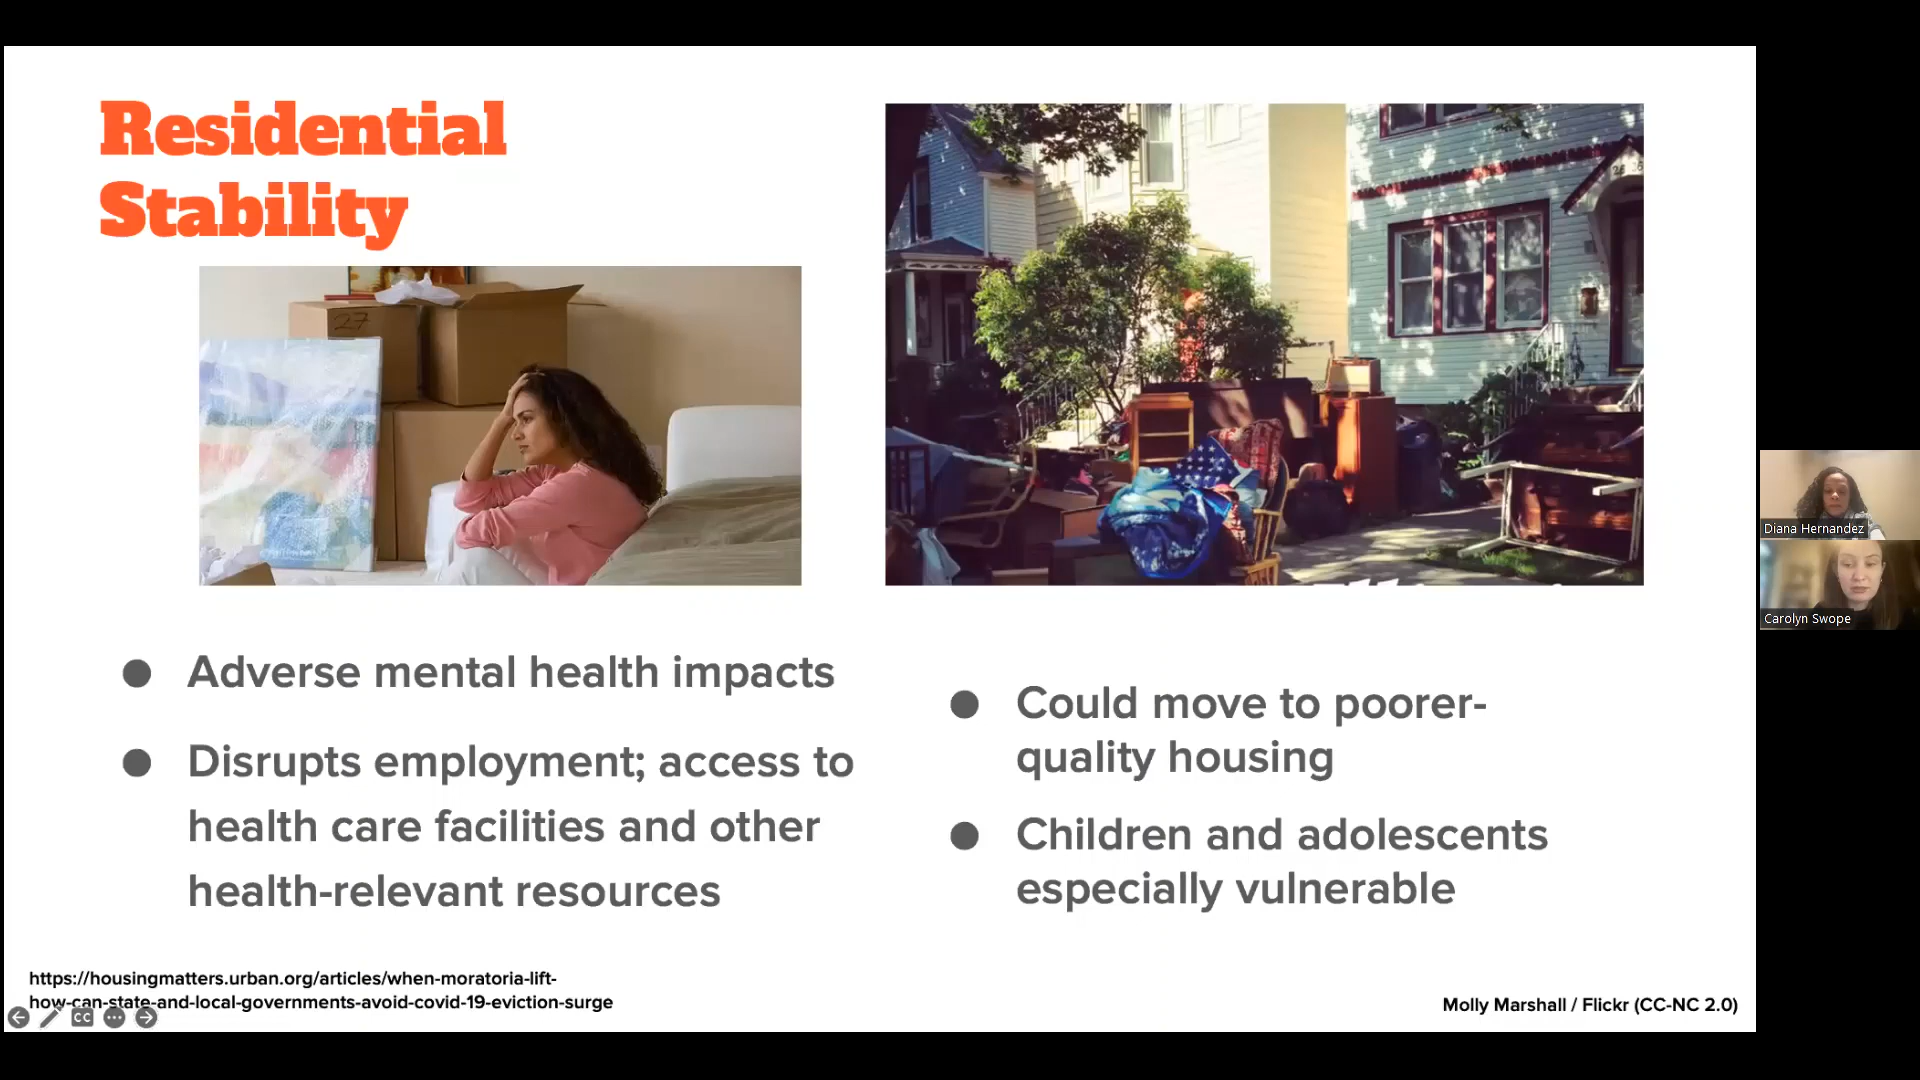 Residential
Stability
27
● Adverse mental health impacts
● Disrupts employment; access to
health care facilities and other
health-relevant resources
● Could move to poorer-
quality housing
● Children and adolescents
especially vulnerable
https://housingmatters.urban.org/articles/when-moratoria-lift-
how-can-state-and-local-governments-avoid-covid-19-eviction-surge
Molly Marshall / Flickr (CC-NC 2.0)
CC
Diana Hernandez
Carolyn Swope